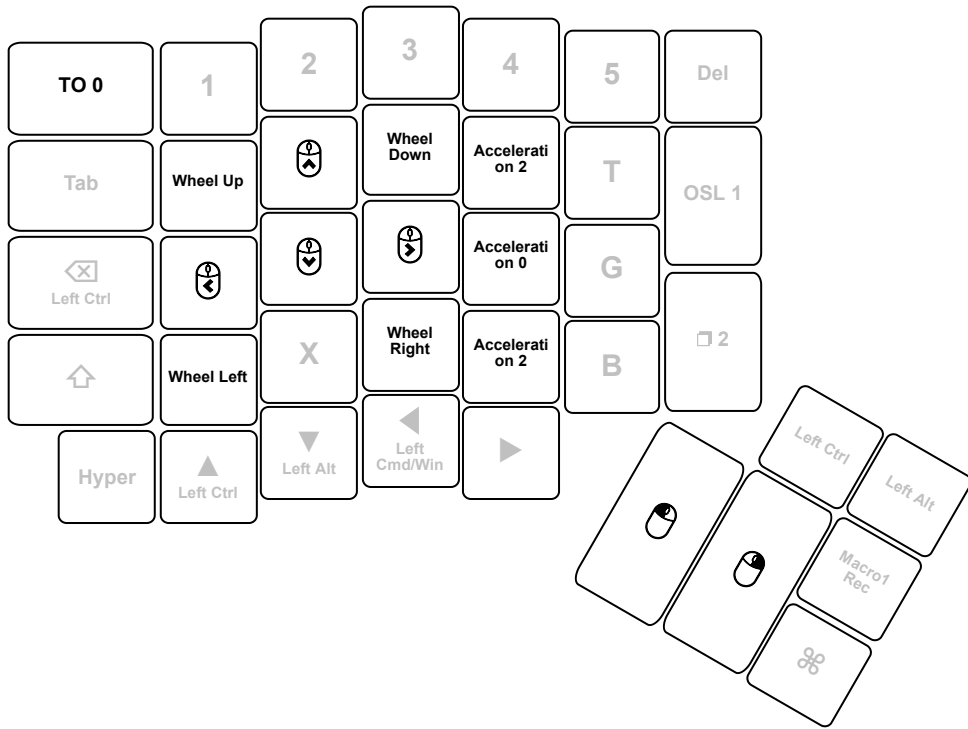 TO 0
1
2
3
4
5
Del
Tab
Wheel Up
Wheel
Down
Accelerati
on 2
T
OSL 1
Left Ctrl
Accelerati
on 0
G
2
Wheel Left
X
Wheel
Right
Accelerati
on 2
B
Hyper
Left Ctrl
Left Alt
Left
Cmd/Win
Left Ctrl
Left Alt
Macro1
Rec
⌘